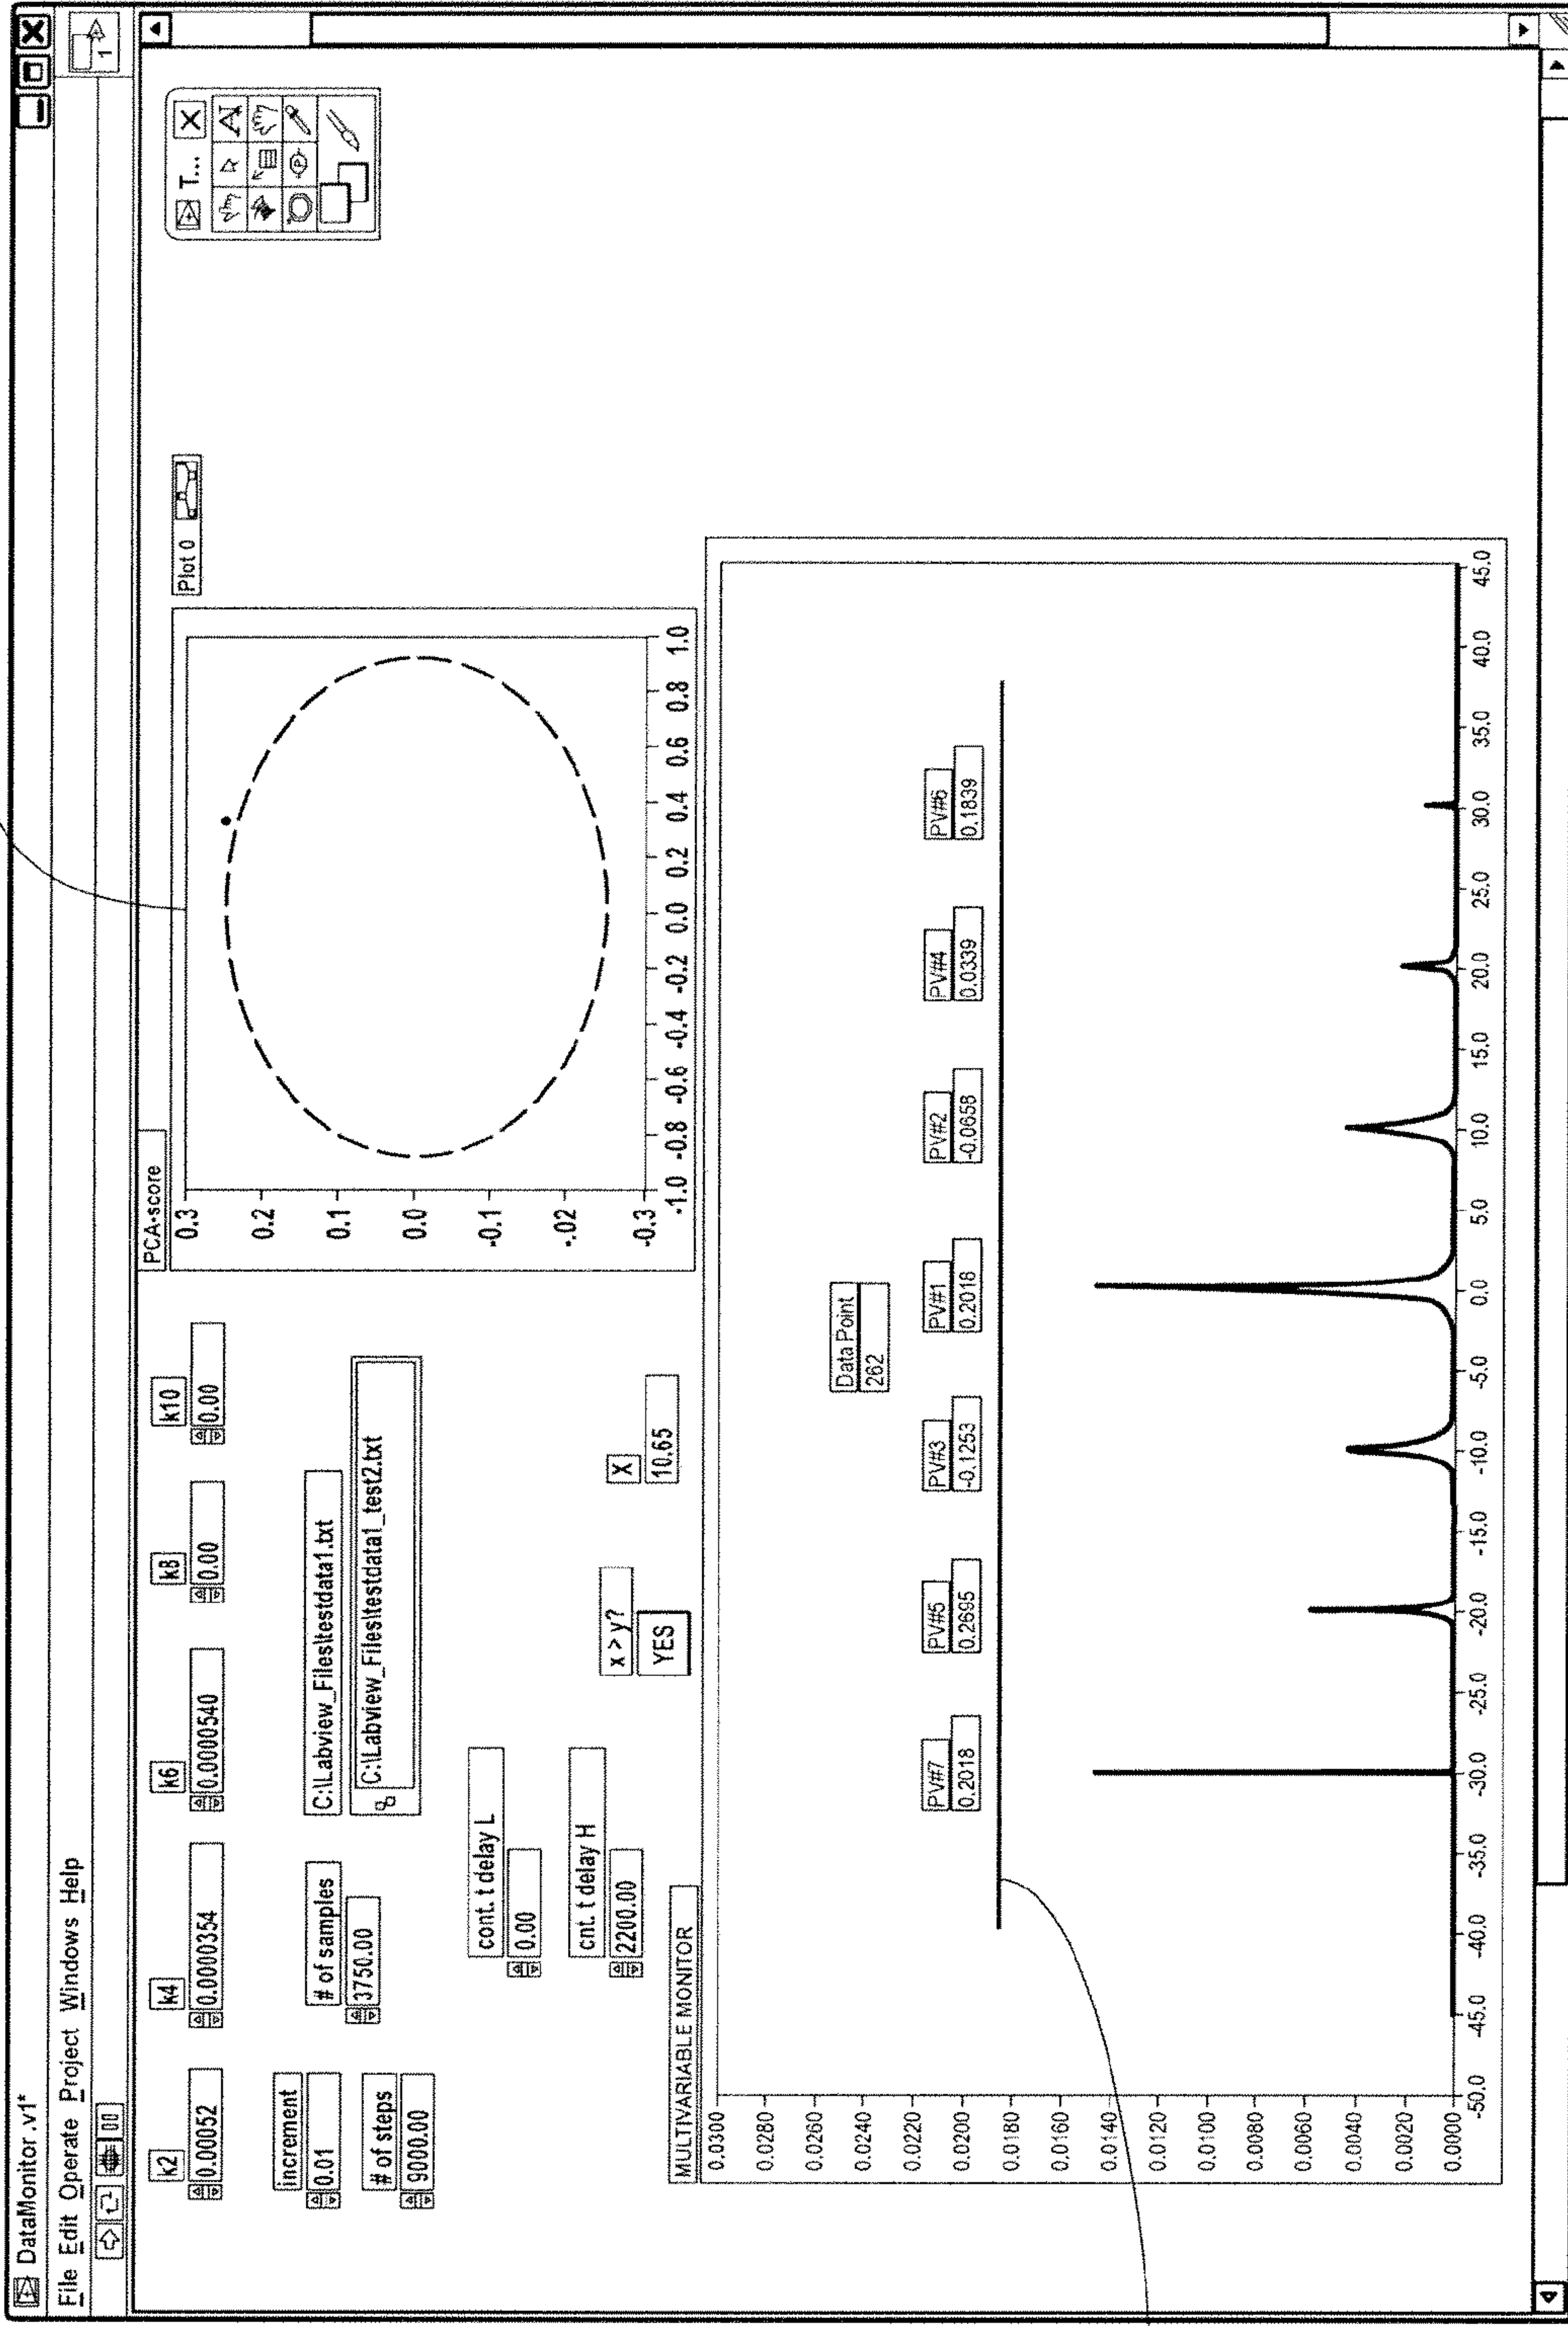 DataMonitor .v1*
File Edit Operate Project Windows Help
1
k2
0.00052
k4
0.0000354
k6
0.0000540
k8
0.00
k10
0.00
increment
0.01
# of samples
3750.00
C:\Labview_Files\testdata1.txt
# of steps
9000.00
C:\Labview_Files\testdata1_test2.txt
cont. t delay L
0.00
cnt. t delay H
2200.00
x > y?
YES
X
10.65
PCA-score
Plot 0
0.3
0.2
0.1
0.0
-0.1
-.02
-0.3
-1.0 -0.8 -0.6 -0.4 -0.2 0.0 0.2 0.4 0.6 0.8 1.0
T...
A
P
MULTIVARIABLE MONITOR
0.0300
0.0280
0.0260
0.0240
0.0220
0.0200
0.0180
0.0160
0.0140
0.0120
0.0100
0.0080
0.0060
0.0040
0.0020
0.0000
Data Point
262
PV#7 PV#5 PV#3 PV#1 PV#2 PV#4 PV#6
0.2018 0.2695 -0.1253 0.2018 -0.0658 0.0339 0.1839
-50.0 -45.0 -40.0 -35.0 -30.0 -25.0 -20.0 -15.0 -10.0 -5.0 0.0 5.0 10.0 15.0 20.0 25.0 30.0 35.0 40.0 45.0